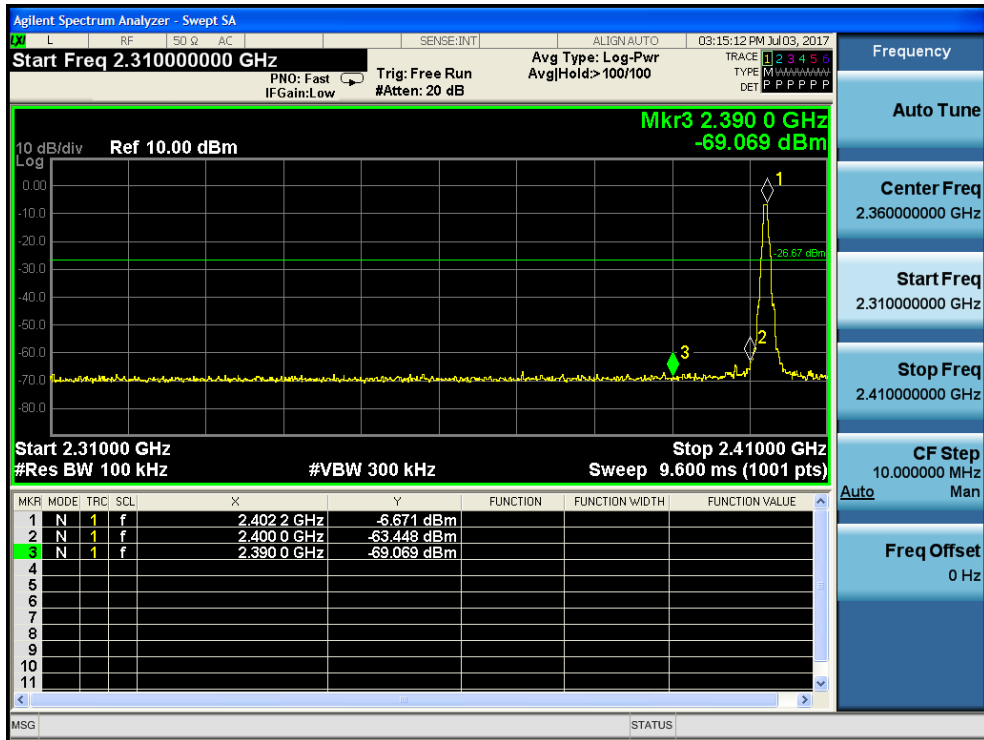 Agilent Spectrum Analyzer - Swept SA
LXI L RF 50 Ω AC SENSE:INT ALIGN AUTO 03:15:12 PM Jul 03, 2017
Start Freq 2.310000000 GHz
PNO: Fast
IFGain:Low
Trig: Free Run
#Atten: 20 dB
Avg Type: Log-Pwr
Avg|Hold:> 100/100
TRACE 1 2 3 4 5 6
TYPE M
DET P P P P P P
Mkr3 2.390 0 GHz
-69.069 dBm
10 dB/div Ref 10.00 dBm
Log
0.00
-10.0
-20.0
-30.0
-40.0
-50.0
-60.0
-70.0
-80.0
1
-26.67 dBm
2
3
Start 2.31000 GHz Stop 2.41000 GHz
#Res BW 100 kHz #VBW 300 kHz Sweep 9.600 ms (1001 pts)
MKR MODE TRC SCL X Y FUNCTION FUNCTION WIDTH FUNCTION VALUE
1 N 1 f 2.402 2 GHz -6.671 dBm
2 N 1 f 2.400 0 GHz -63.448 dBm
3 N 1 f 2.390 0 GHz -69.069 dBm
4
5
6
7
8
9
10
11
MSG STATUS
Frequency
Auto Tune
Center Freq
2.360000000 GHz
Start Freq
2.310000000 GHz
Stop Freq
2.410000000 GHz
CF Step
10.000000 MHz
Auto Man
Freq Offset
0 Hz